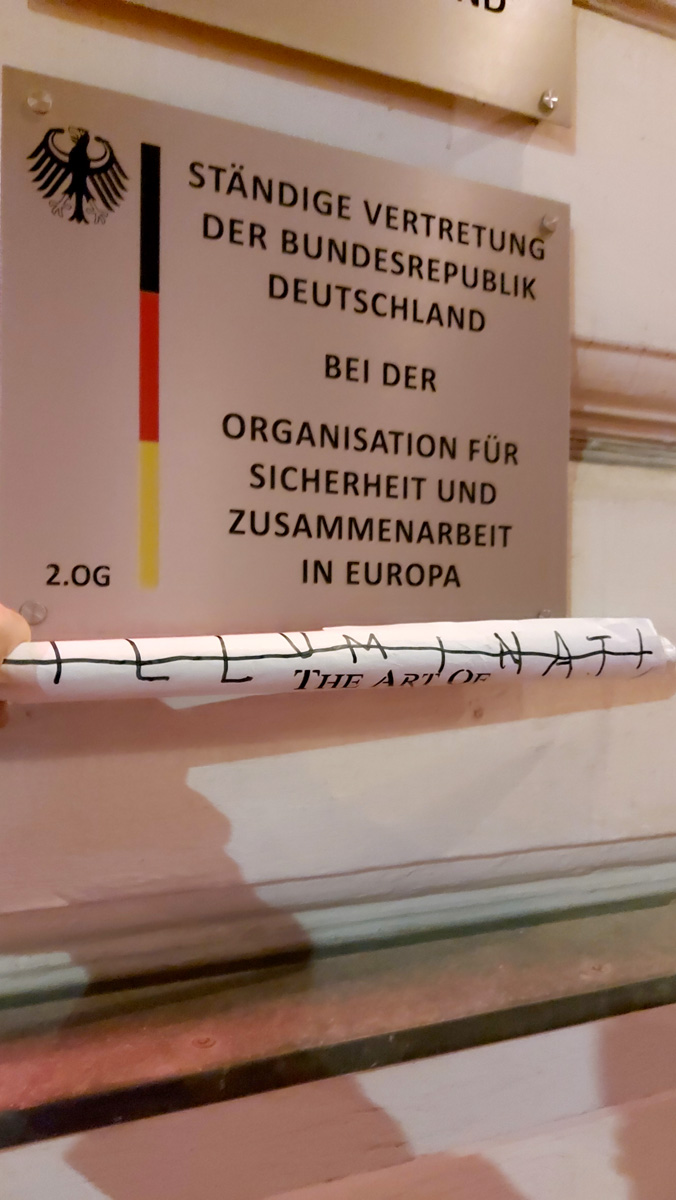 ND
STÄNDIGE VERTRETUNG
DER BUNDESREPUBLIK
DEUTSCHLAND
BEI DER
ORGANISATION FÜR
SICHERHEIT UND
ZUSAMMENARBEIT
IN EUROPA
2.OG
ILLUMINATI
THE ART OF